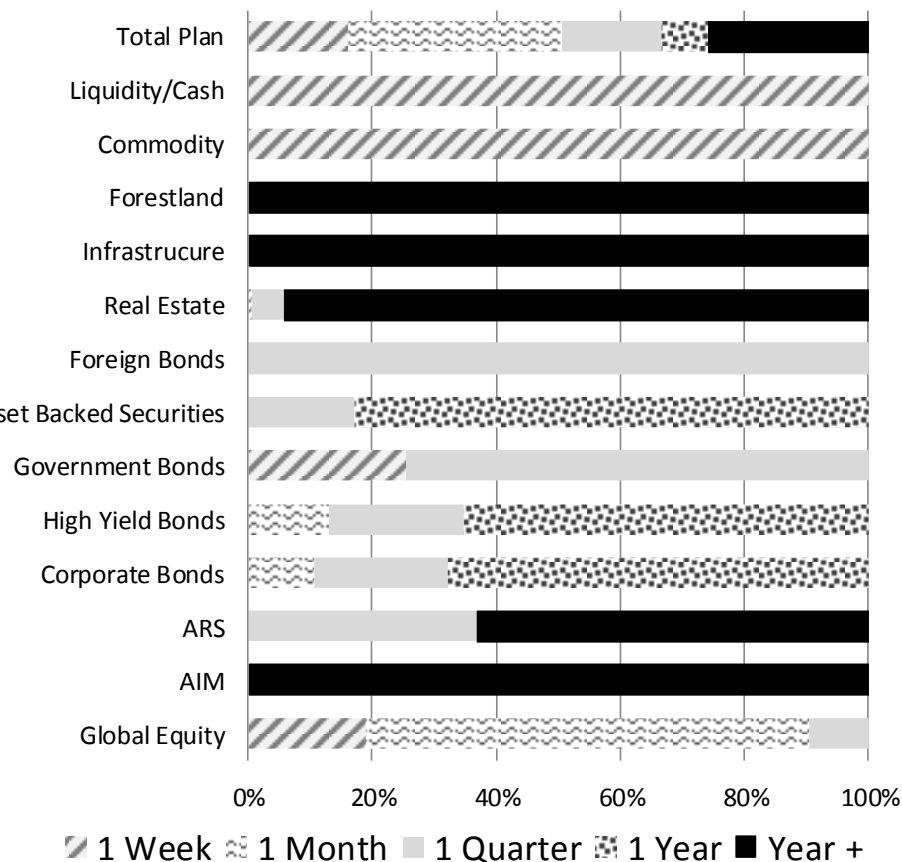 Total Plan
Liquidity/Cash
Commodity
Forestland
Infrastrucure
Real Estate
Foreign Bonds
set Backed Securities
Government Bonds
High Yield Bonds
Corporate Bonds
ARS
AIM
Global Equity
0% 20% 40% 60% 80% 100%
1 Week 1 Month 1 Quarter 1 Year Year +